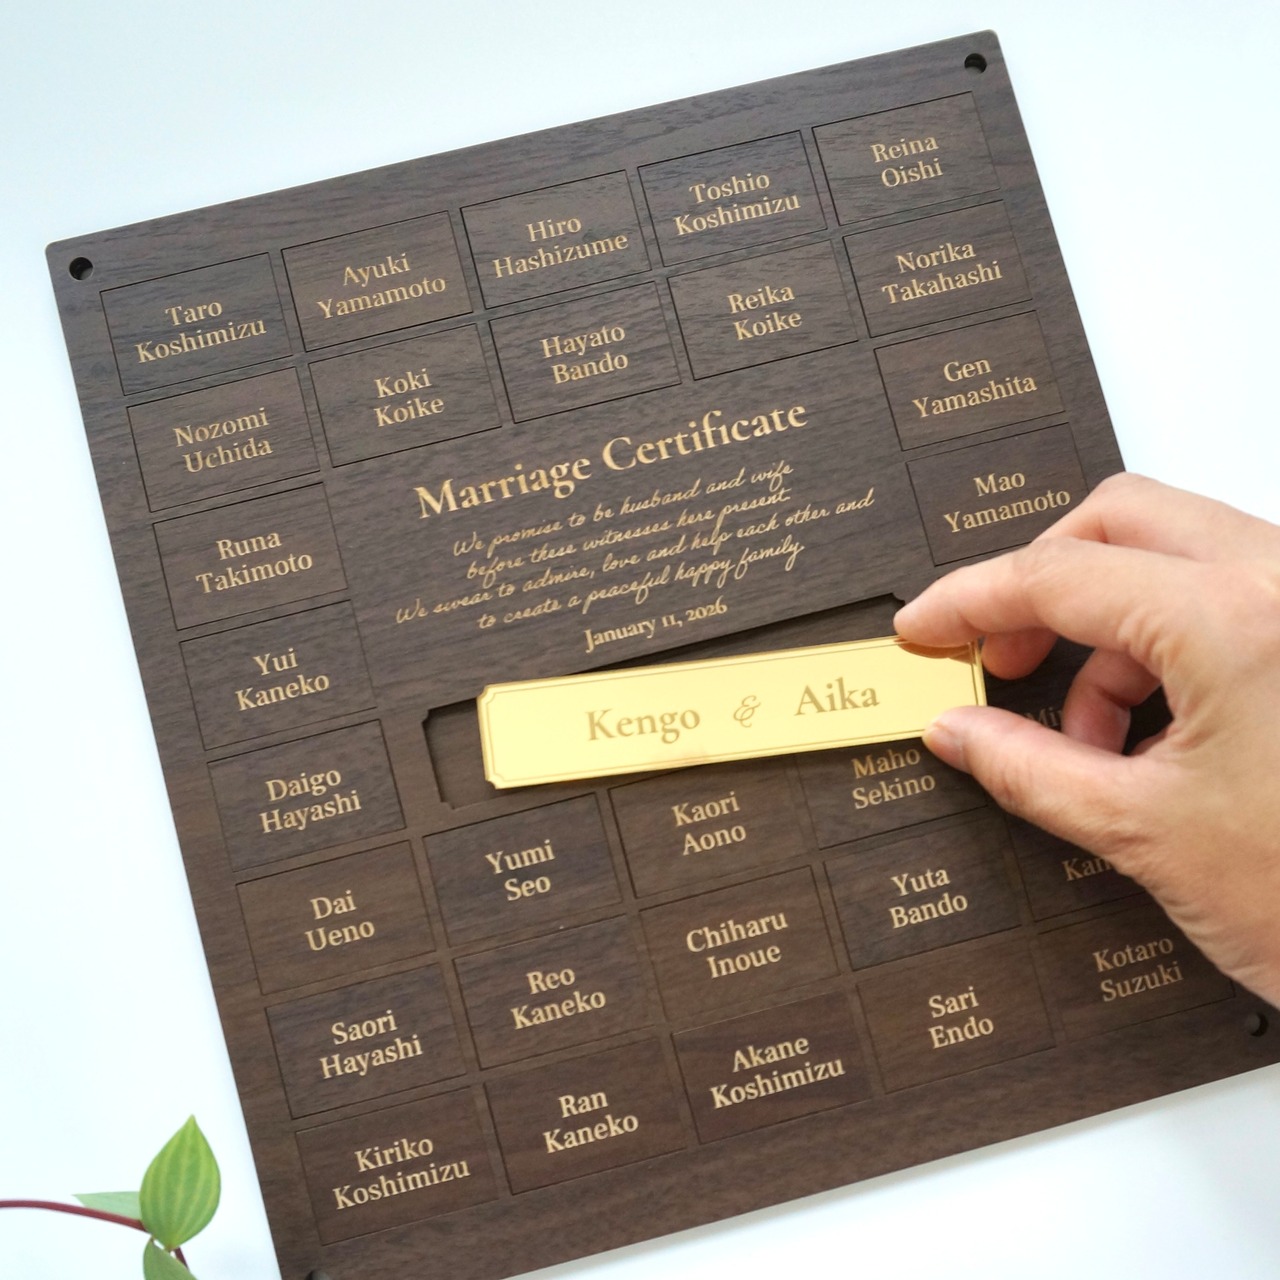 Taro
Koshimizu
Ayuki
Yamamoto
Hiro
Hashizume
Toshio
Koshimizu
Reina
Oishi
Nozomi
Uchida
Koki
Koike
Hayato
Bando
Reika
Koike
Norika
Takahashi
Runa
Takimoto
Gen
Yamashita
Yui
Kaneko
Mao
Yamamoto
Marriage Certificate
We promise to be husband and wife
before these witnesses here present
We swear to admire, love and help each other and
to create a peaceful happy family
January 11, 2026
Kengo & Aika
Daigo
Hayashi
Dai
Ueno
Yumi
Seo
Kaori
Aono
Maho
Sekino
Saori
Hayashi
Reo
Kaneko
Chiharu
Inoue
Yuta
Bando
Kiriko
Koshimizu
Ran
Kaneko
Akane
Koshimizu
Sari
Endo
Kotaro
Suzuki